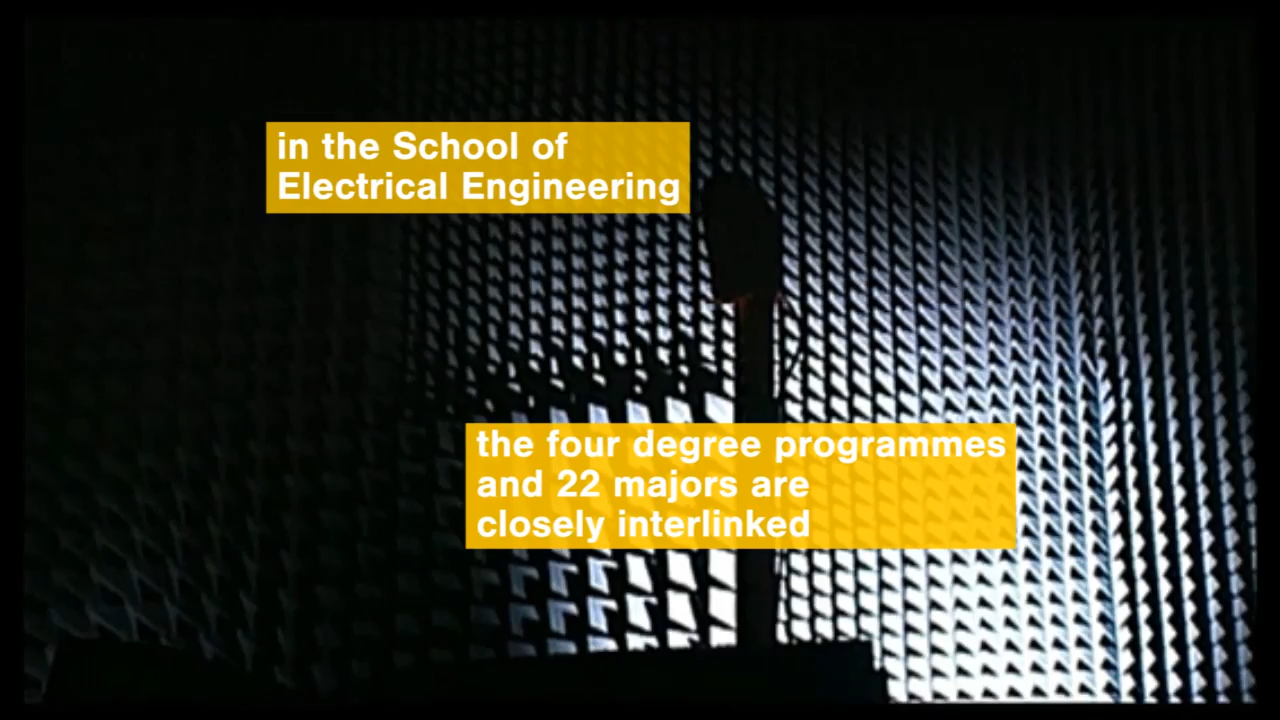 in the School of
Electrical Engineering
the four degree programmes
and 22 majors are
closely interlinked